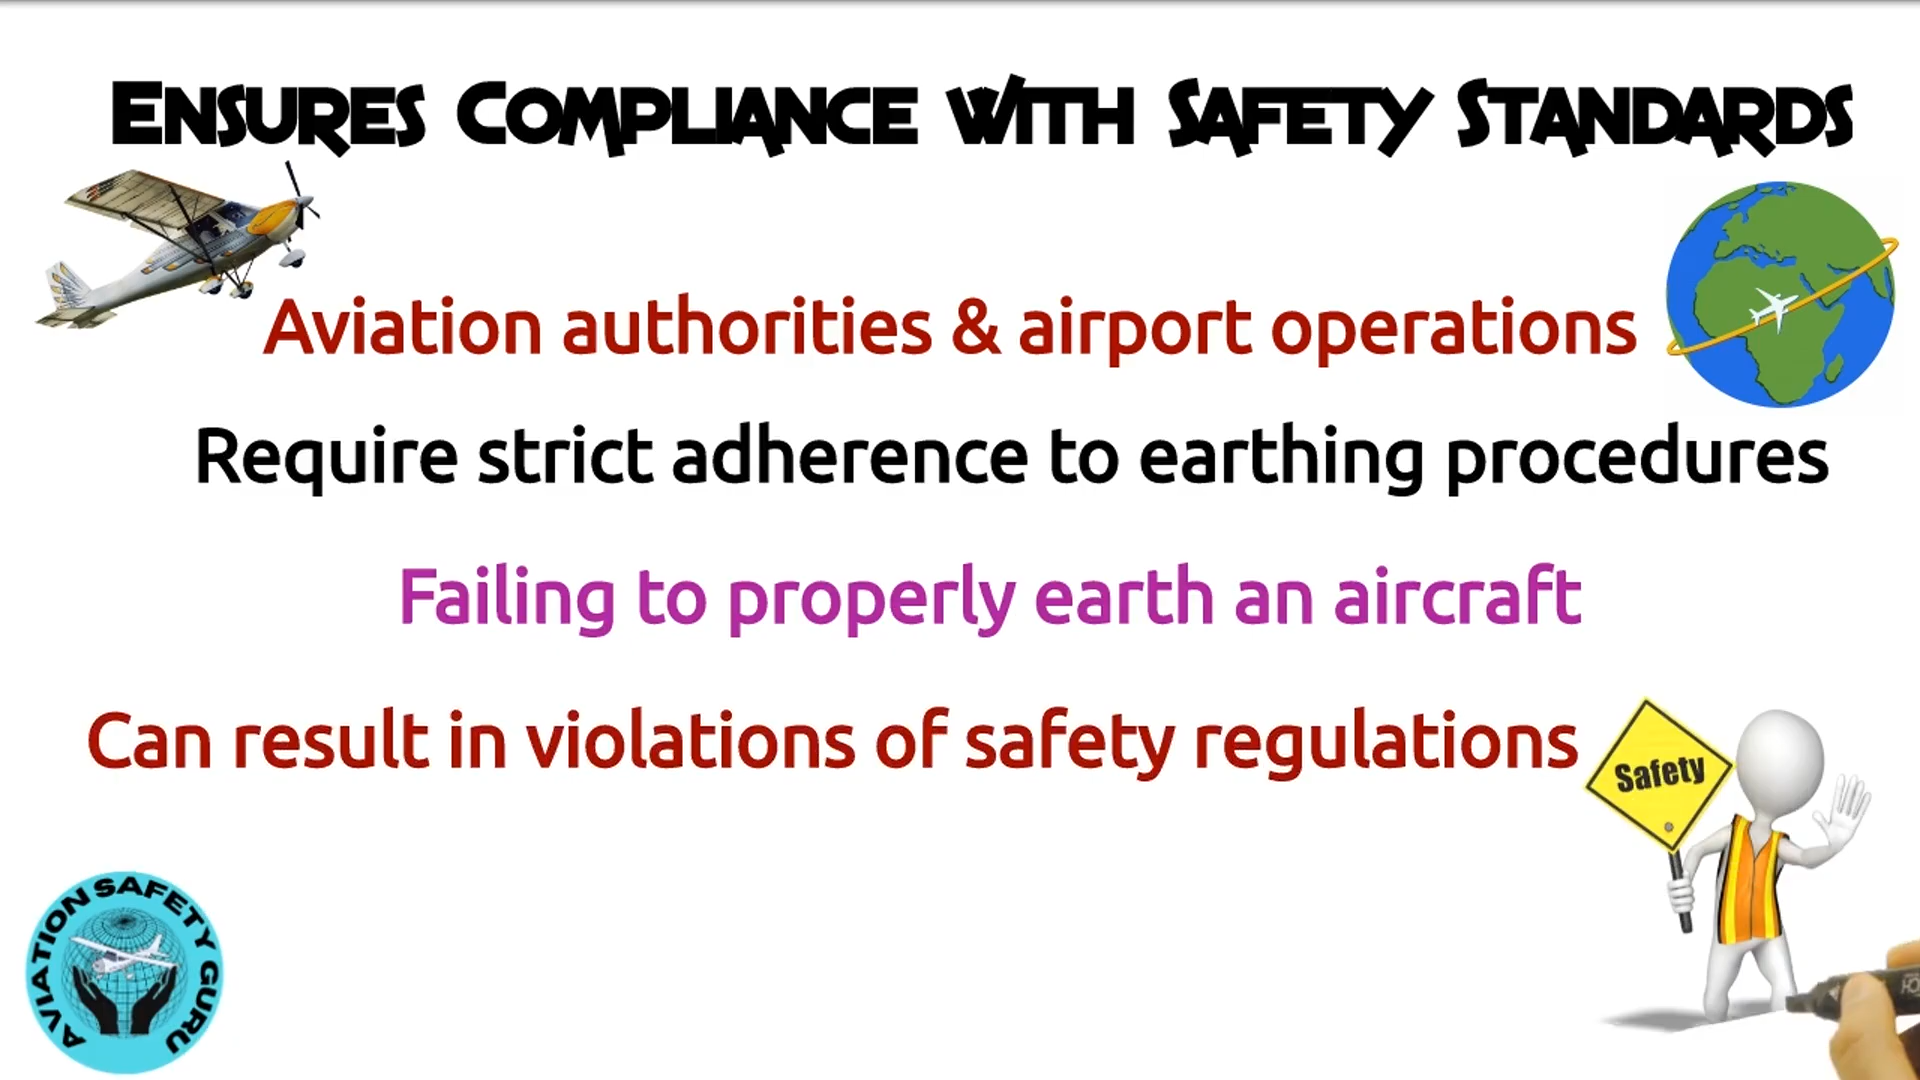 Ensures Compliance with Safety Standards
Aviation authorities & airport operations
Require strict adherence to earthing procedures
Failing to properly earth an aircraft
Can result in violations of safety regulations
Safety
AVIATION SAFETY GURU